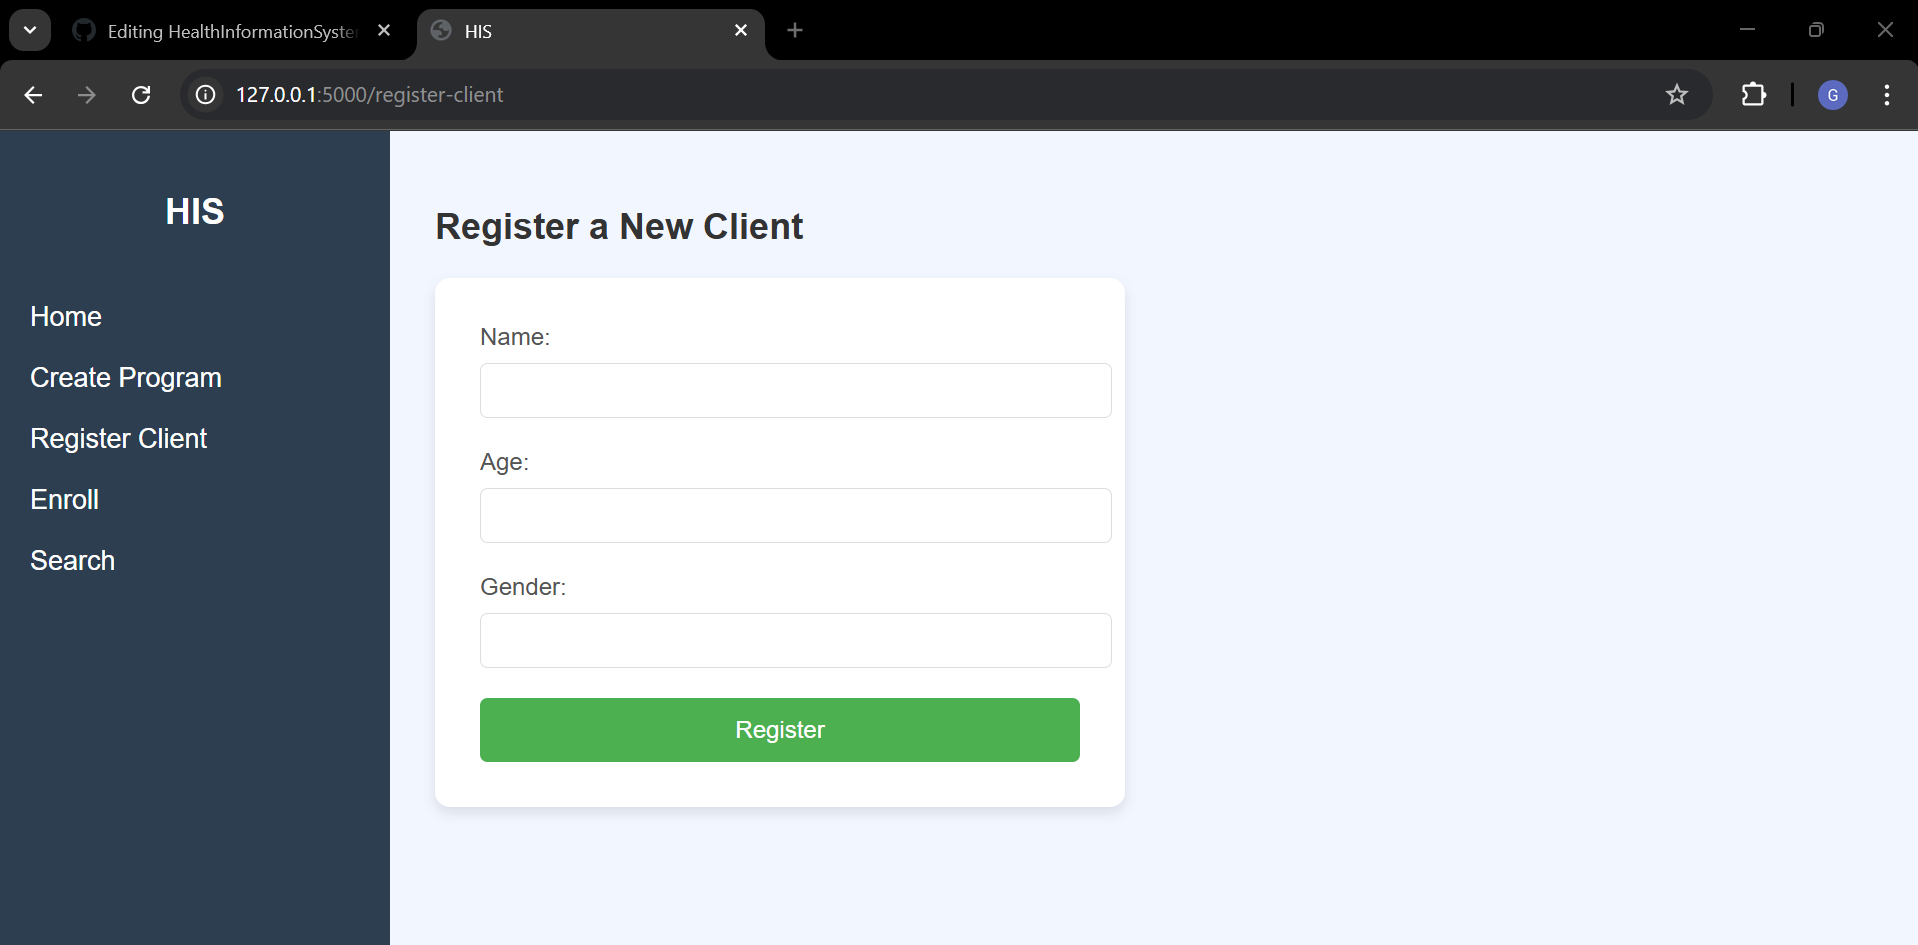 Editing HealthInformationSyste
HIS
127.0.0.1:5000/register-client
G
HIS
Home
Create Program
Register Client
Enroll
Search
Register a New Client
Name:
Age:
Gender:
Register